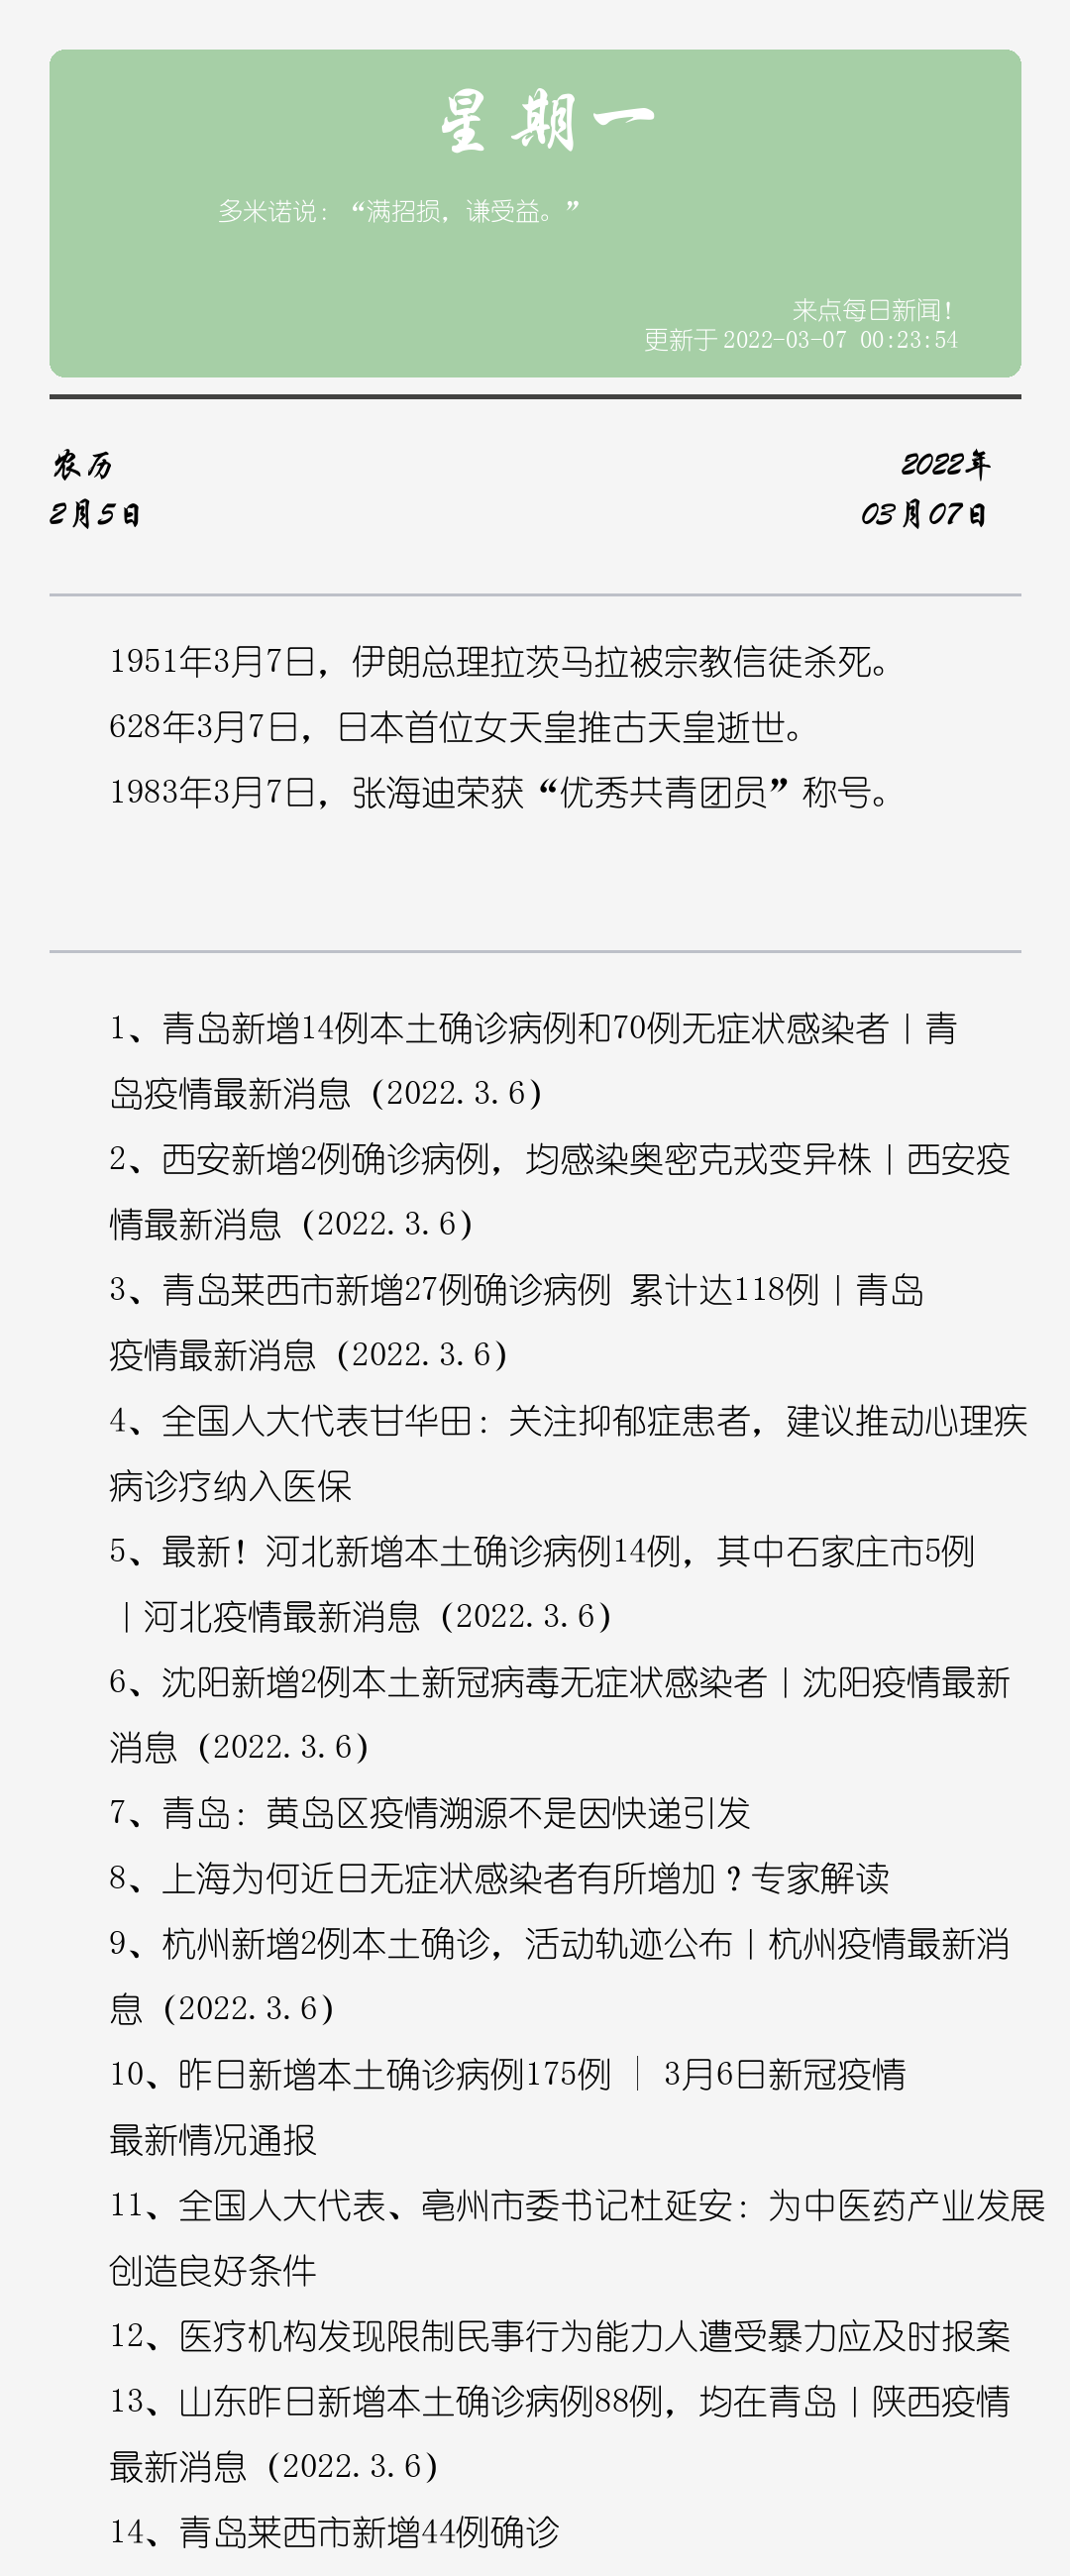 星期一
多米诺说：“满招损，谦受益。”
来点每日新闻！
更新于 2022-03-07 00:23:54
农历
2022年
2月5日
03月07日
1951年3月7日，伊朗总理拉茨马拉被宗教信徒杀死。
628年3月7日，日本首位女天皇推古天皇逝世。
1983年3月7日，张海迪荣获“优秀共青团员”称号。
1、青岛新增14例本土确诊病例和70例无症状感染者丨青
岛疫情最新消息（2022.3.6）
2、西安新增2例确诊病例，均感染奥密克戎变异株丨西安疫
情最新消息（2022.3.6）
3、青岛莱西市新增27例确诊病例 累计达118例丨青岛
疫情最新消息（2022.3.6）
4、全国人大代表甘华田：关注抑郁症患者，建议推动心理疾
病诊疗纳入医保
5、最新！河北新增本土确诊病例14例，其中石家庄市5例
丨河北疫情最新消息（2022.3.6）
6、沈阳新增2例本土新冠病毒无症状感染者丨沈阳疫情最新
消息（2022.3.6）
7、青岛：黄岛区疫情溯源不是因快递引发
8、上海为何近日无症状感染者有所增加？专家解读
9、杭州新增2例本土确诊，活动轨迹公布丨杭州疫情最新消
息（2022.3.6）
10、昨日新增本土确诊病例175例 ｜ 3月6日新冠疫情
最新情况通报
11、全国人大代表、亳州市委书记杜延安：为中医药产业发展
创造良好条件
12、医疗机构发现限制民事行为能力人遭受暴力应及时报案
13、山东昨日新增本土确诊病例88例，均在青岛丨陕西疫情
最新消息（2022.3.6）
14、青岛莱西市新增44例确诊